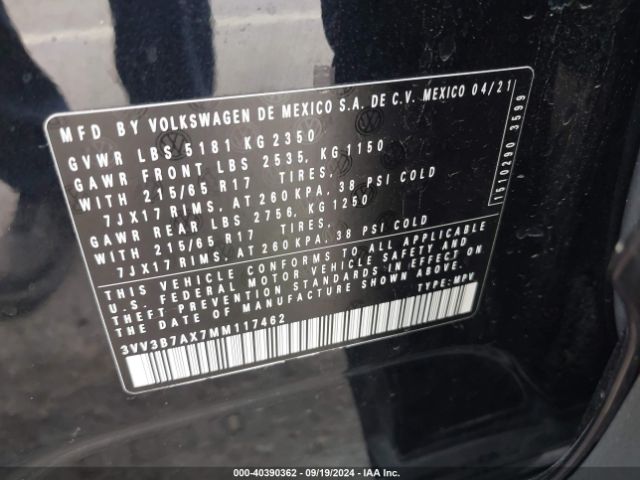 MFD BY VOLKSWAGEN DE MEXICO S.A. DE C.V. MEXICO 04/21
GVWR LBS 5181 KG 2350
GAWR FRONT LBS 2535, KG 1150
WITH 215/65 R17 TIRES,
7JX17 RIMS, AT 260 KPA, 38 PSI COLD
GAWR REAR LBS 2756, KG 1250
WITH 215/65 R17 TIRES,
7JX17 RIMS, AT 260 KPA, 38 PSI COLD
THIS VEHICLE CONFORMS TO ALL APPLICABLE
U.S. FEDERAL MOTOR VEHICLE SAFETY AND
THEFT PREVENTION STANDARDS IN EFFECT ON
THE DATE OF MANUFACTURE SHOWN ABOVE.
TYPE: MPV
3VV3B7AX7MM117462
1510290 3599
000-40390362 - 09/19/2024 - IAA Inc.